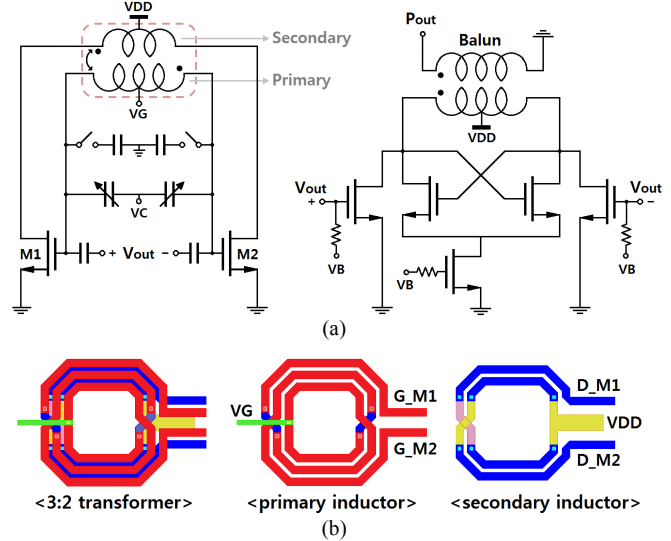 VDD
Secondary
Primary
VG
VC
M1
+ Vout −
M2
(a)
Pout
Balun
VDD
Vout
+
VB
VB
Vout
−
VB
VG
G_M1
G_M2
D_M1
VDD
D_M2
<3:2 transformer>
<primary inductor>
<secondary inductor>
(b)